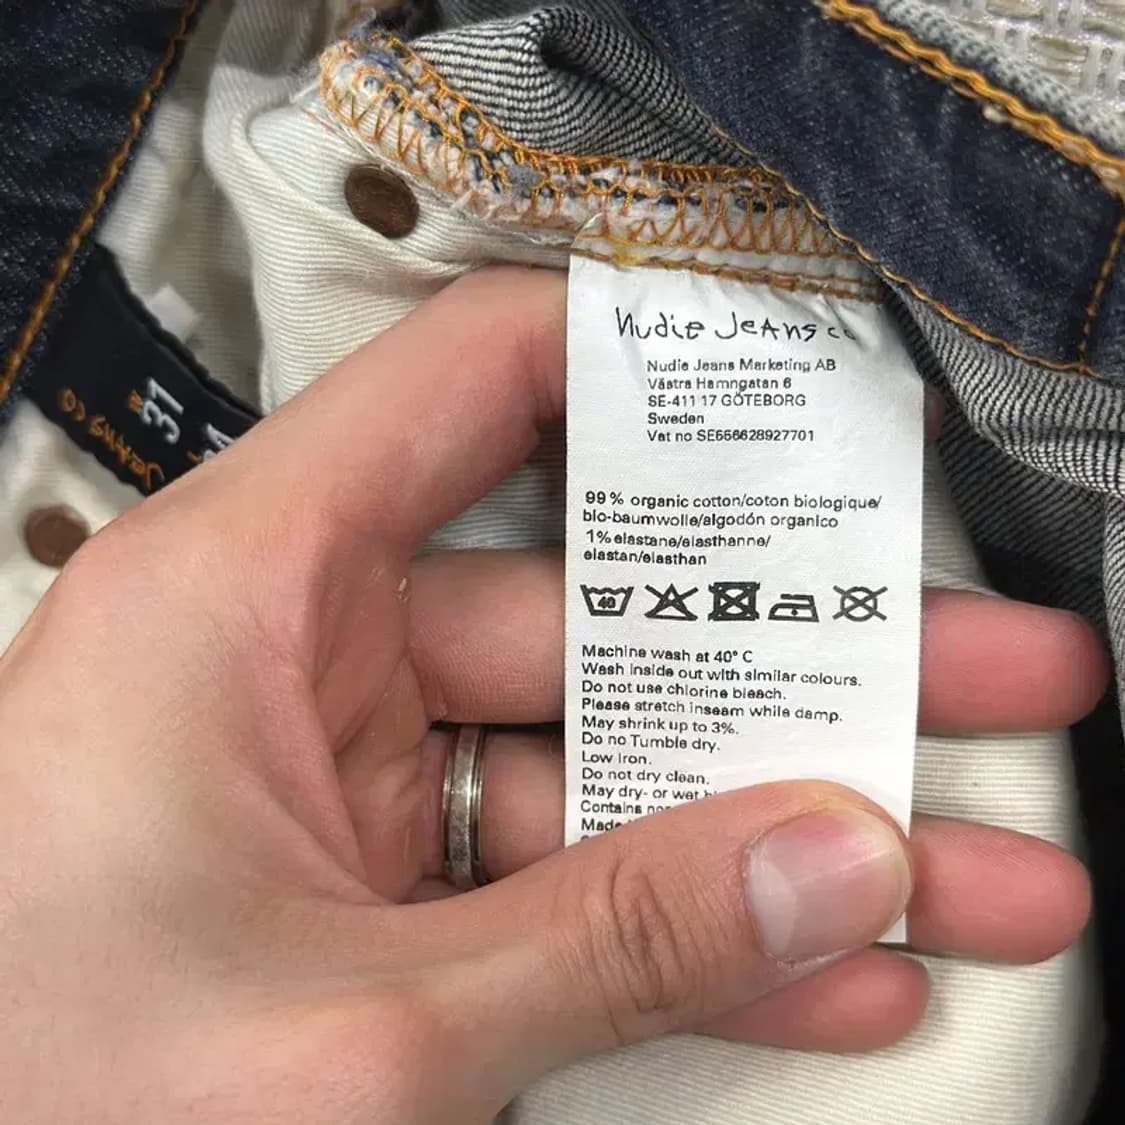 nudie Jeans co
Nudie Jeans Marketing AB
Västra Hamngatan 6
SE-411 17 GÖTEBORG
Sweden
Vat no SE556628927701
99% organic cotton/coton biologique/
bio-baumwolle/algodón organico
1% elastane/elasthanne/
elastan/elasthan
40
Machine wash at 40° C
Wash inside out with similar colours.
Do not use chlorine bleach.
Please stretch inseam while damp.
May shrink up to 3%.
Do no Tumble dry.
Low iron.
Do not dry clean.
May dry- or wet
Contains
Made
31
Jeans co